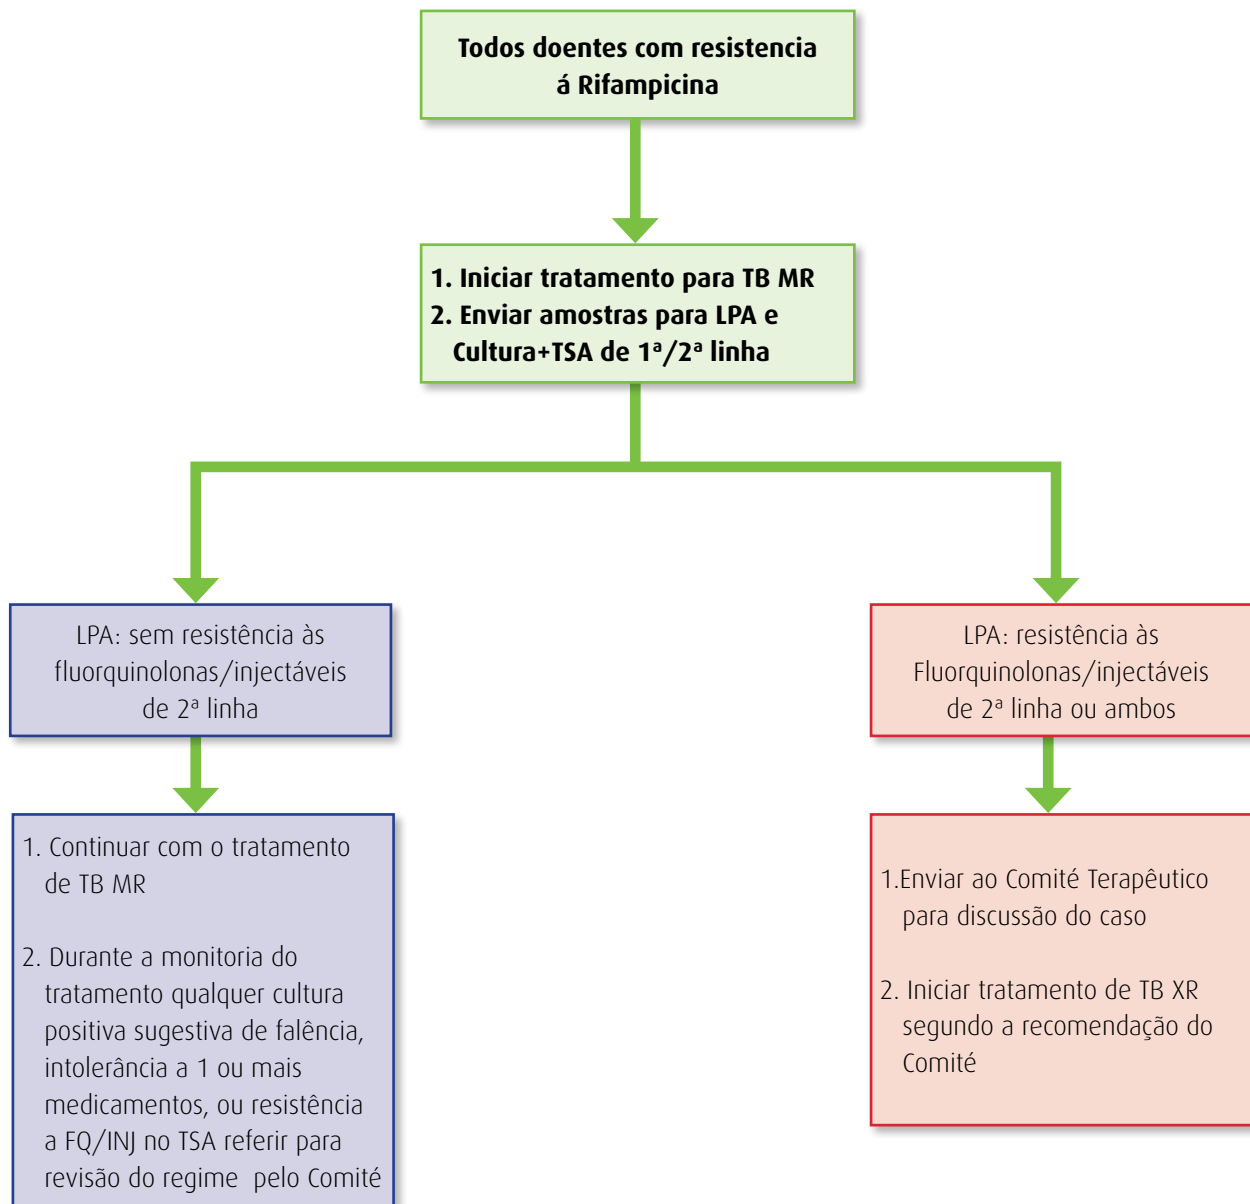 Todos doentes com resistencia
á Rifampicina
1. Iniciar tratamento para TB MR
2. Enviar amostras para LPA e
Cultura+TSA de 1ª/2ª linha
LPA: sem resistência às
fluorquinolonas/injectáveis
de 2ª linha
LPA: resistência às
Fluorquinolonas/injectáveis
de 2ª linha ou ambos
1. Continuar com o tratamento
de TB MR
2. Durante a monitoria do
tratamento qualquer cultura
positiva sugestiva de falência,
intolerância a 1 ou mais
medicamentos, ou resistência
a FQ/INJ no TSA referir para
revisão do regime pelo Comité
1.Enviar ao Comité Terapêutico
para discussão do caso
2. Iniciar tratamento de TB XR
segundo a recomendação do
Comité